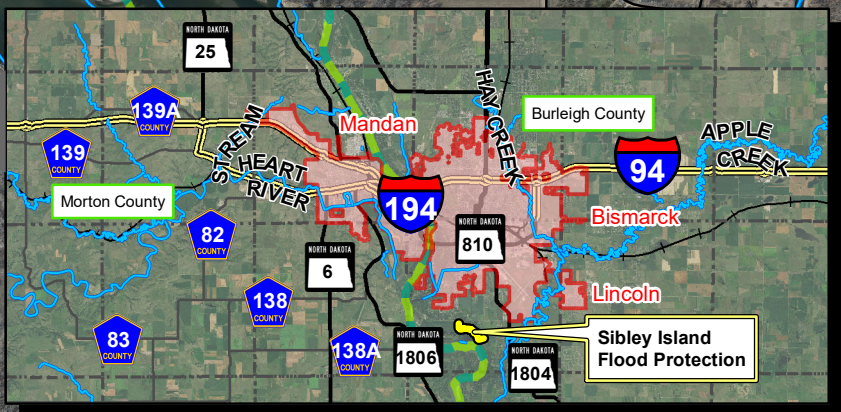 NORTH DAKOTA
25
139A
COUNTY
139
COUNTY
STREAM
Mandan
HAY CREEK
Burleigh County
94
APPLE
CREEK
HEART
RIVER
Morton County
194
82
COUNTY
NORTH DAKOTA
810
Bismarck
NORTH DAKOTA
6
138
COUNTY
Lincoln
83
COUNTY
138A
COUNTY
NORTH DAKOTA
1806
NORTH DAKOTA
1804
Sibley Island
Flood Protection